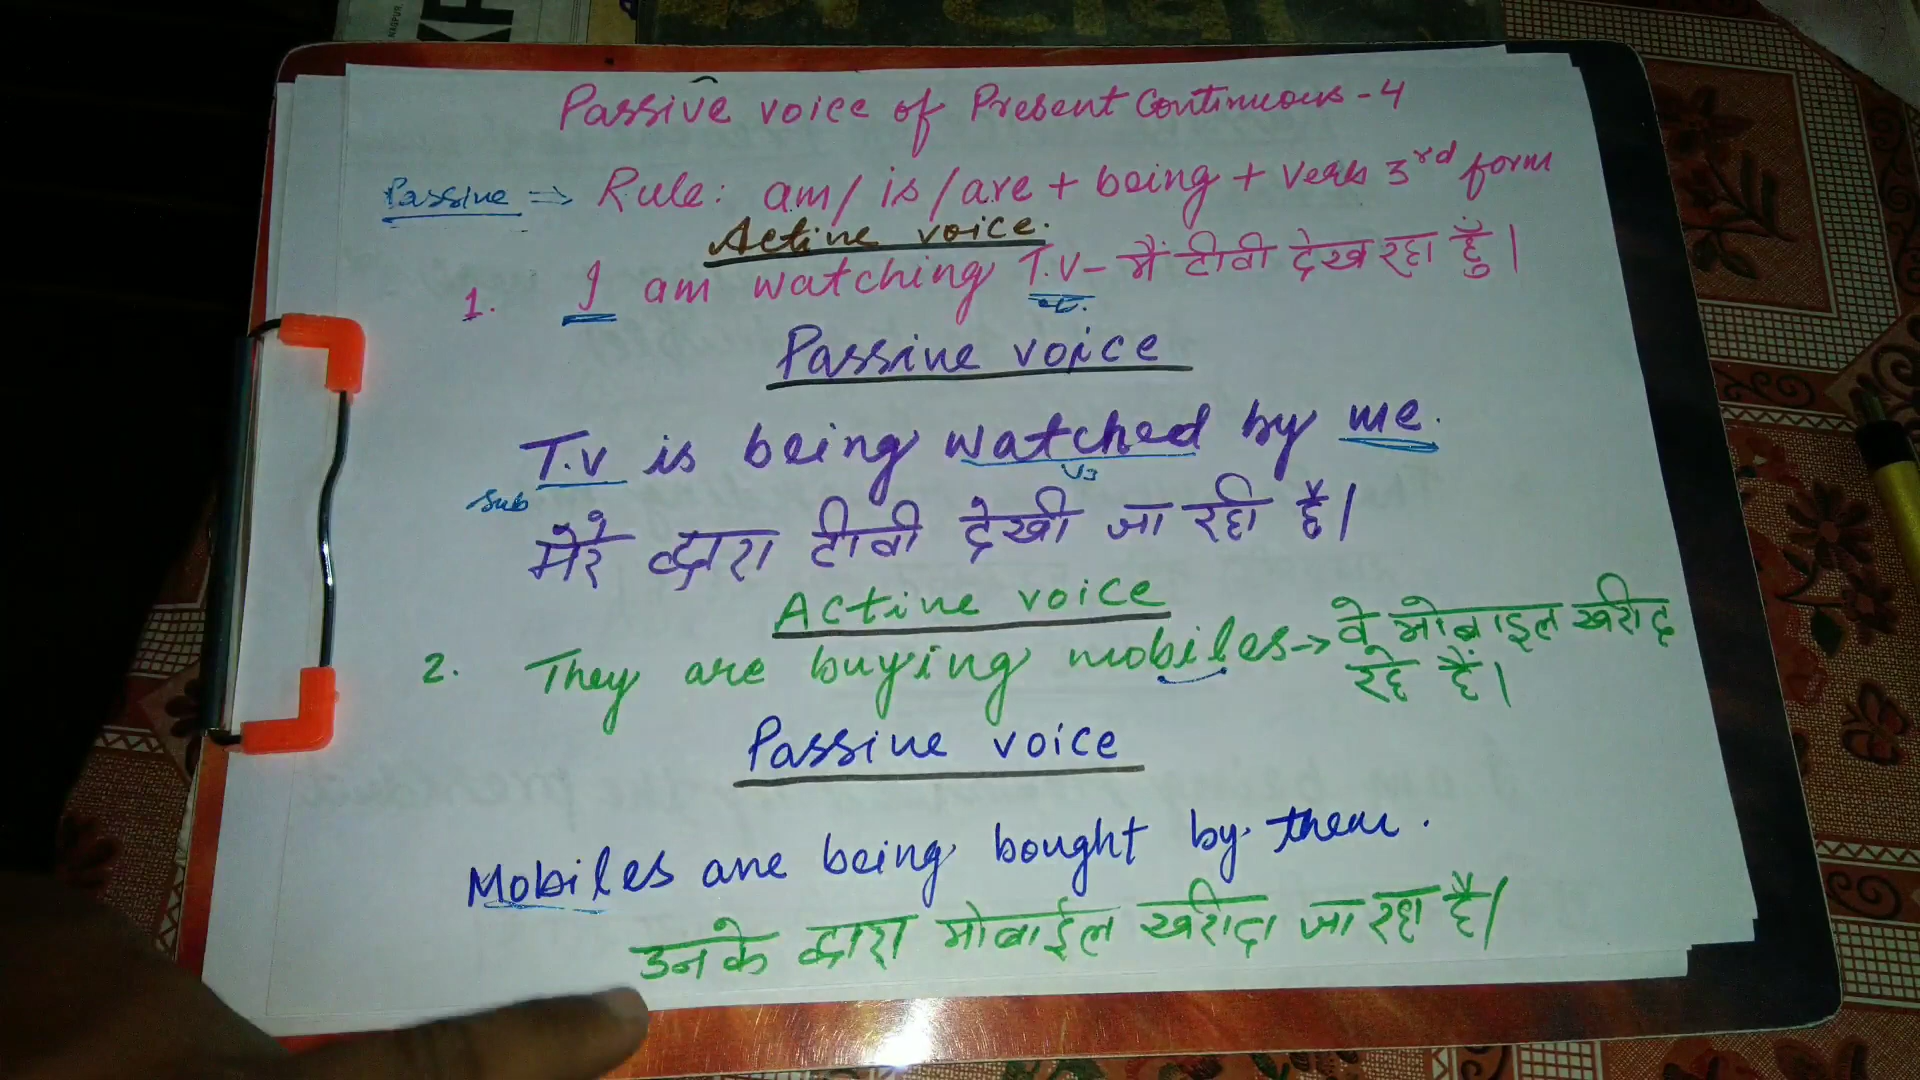 NAGPUR.
Passive voice of Present Continuous - 4
Passive ⇒ Rule: am / is / are + being + verb 3rd form
Active voice.
1. I am watching T.V - मैं टीवी देख रहा हूँ।
Passive voice
T.V is being watched by me.
Sub V3
मेरे द्वारा टीवी देखी जा रही है।
Active voice
2. They are buying mobiles → वे मोबाइल खरीद
रहे हैं।
Passive voice
Mobiles are being bought by them.
उनके द्वारा मोबाईल खरीदा जा रहा है।